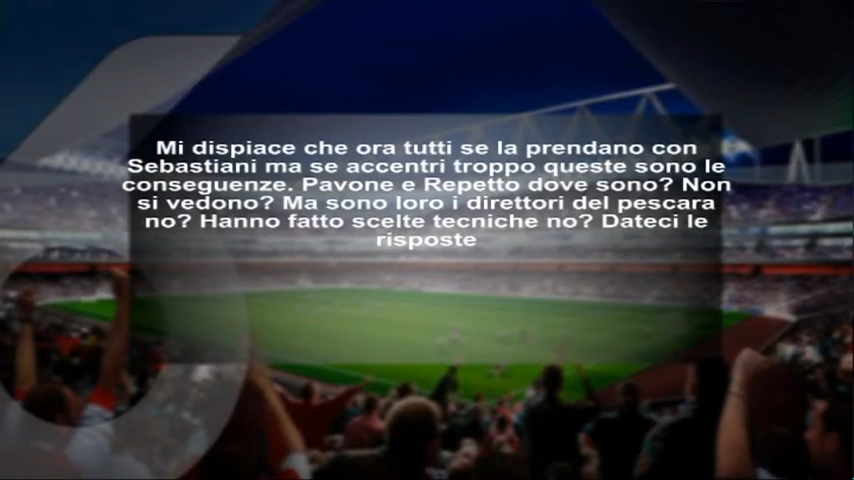 Mi dispiace che ora tutti se la prendano con
Sebastiani ma se accentri troppo queste sono le
conseguenze. Pavone e Repetto dove sono? Non
si vedono? Ma sono loro i direttori del pescara
no? Hanno fatto scelte tecniche no? Dateci le
risposte